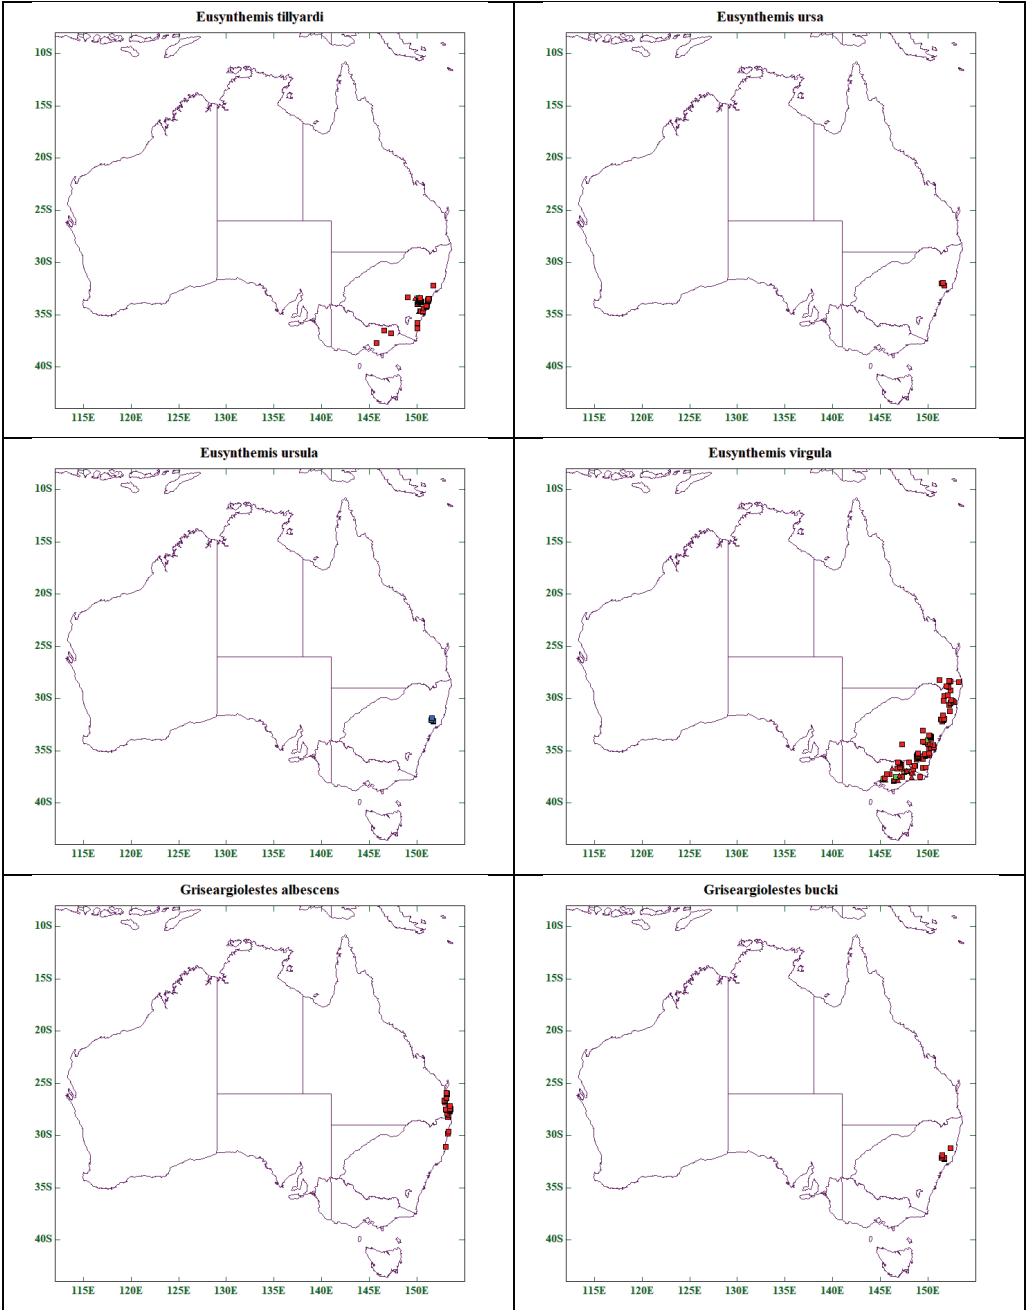 Eusynthemis tillyardi
10S
15S
20S
25S
30S
35S
40S
115E 120E 125E 130E 135E 140E 145E 150E
Eusynthemis ursa
10S
15S
20S
25S
30S
35S
40S
115E 120E 125E 130E 135E 140E 145E 150E
Eusynthemis ursula
10S
15S
20S
25S
30S
35S
40S
115E 120E 125E 130E 135E 140E 145E 150E
Eusynthemis virgula
10S
15S
20S
25S
30S
35S
40S
115E 120E 125E 130E 135E 140E 145E 150E
Griseargiolestes albescens
10S
15S
20S
25S
30S
35S
40S
115E 120E 125E 130E 135E 140E 145E 150E
Griseargiolestes bucki
10S
15S
20S
25S
30S
35S
40S
115E 120E 125E 130E 135E 140E 145E 150E